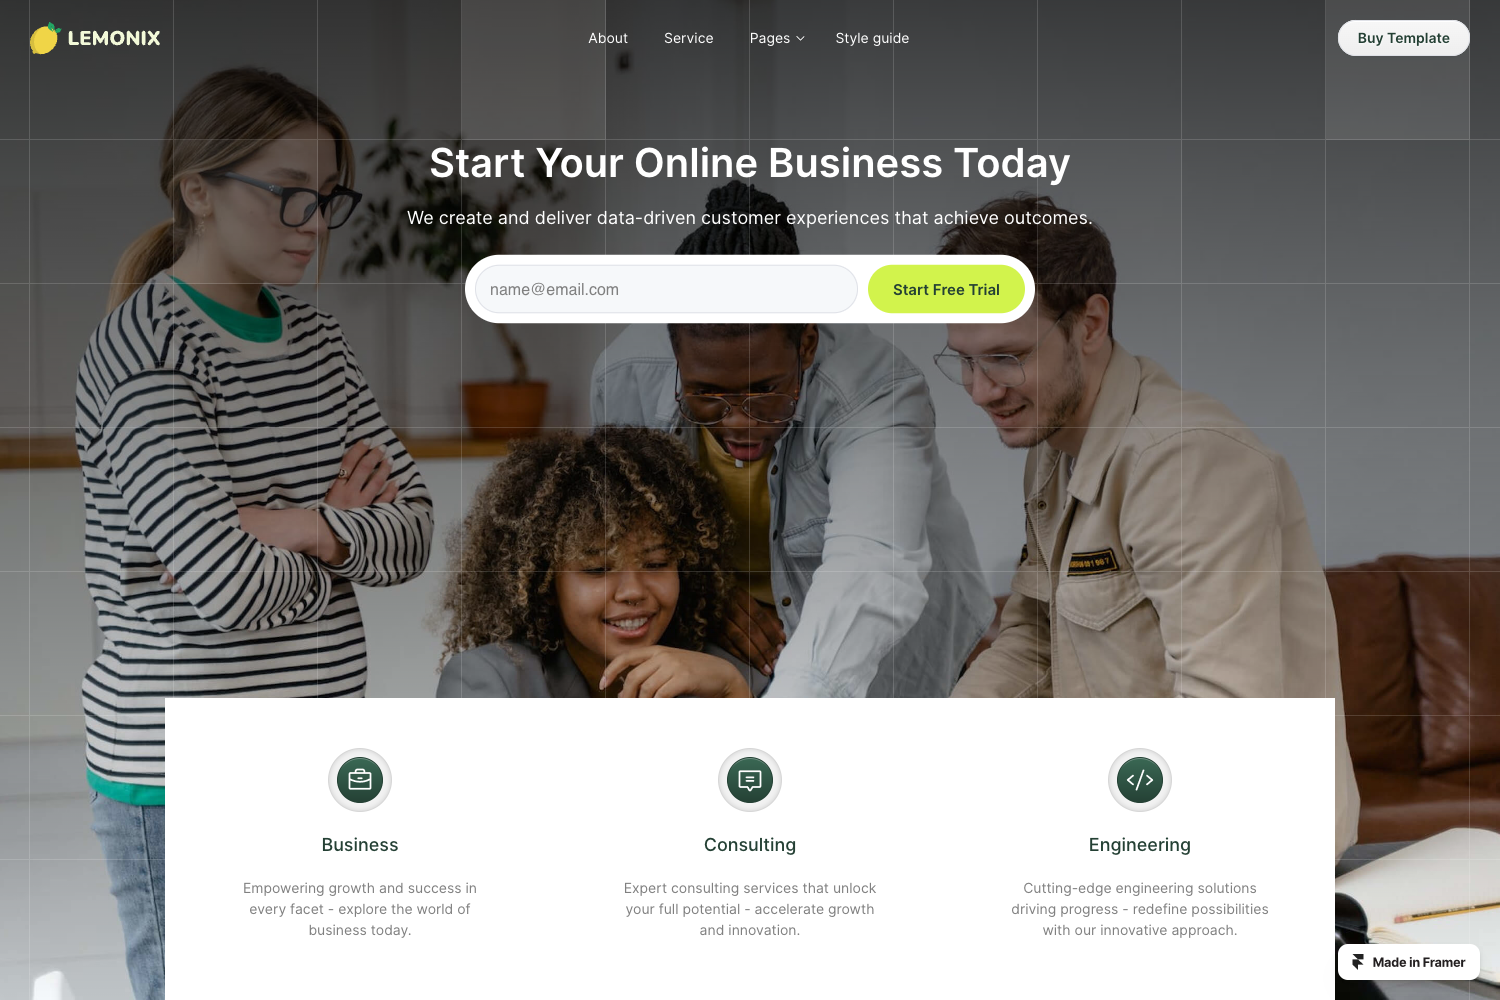 LEMONIX
About
Service
Pages
Style guide
Buy Template
Start Your Online Business Today
We create and deliver data-driven customer experiences that achieve outcomes.
name@email.com
Start Free Trial
Business
Empowering growth and success in
every facet - explore the world of
business today.
Consulting
Expert consulting services that unlock
your full potential - accelerate growth
and innovation.
Engineering
Cutting-edge engineering solutions
driving progress - redefine possibilities
with our innovative approach.
Made in Framer